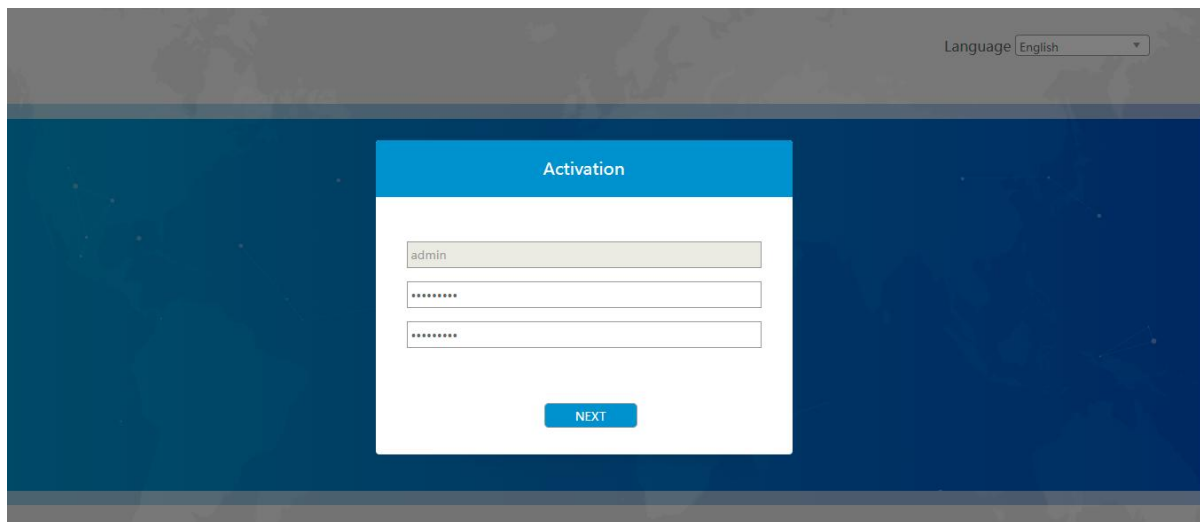 Language English
Activation
admin
•••••••••
•••••••••
NEXT